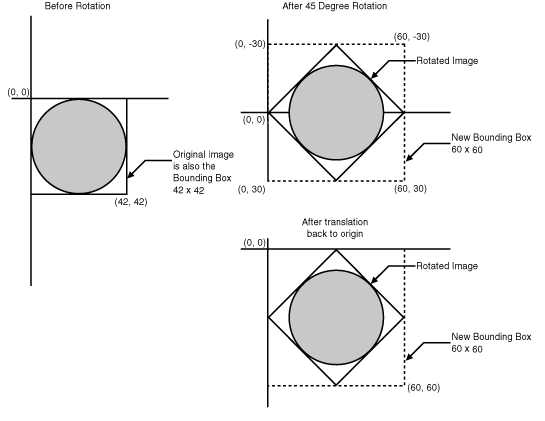 Before Rotation
(0, 0)
Original Image
is also the
Bounding Box
42 x 42
(42, 42)
After 45 Degree Rotation
(0, -30)
(60, -30)
Rotated Image
(0, 0)
New Bounding Box
60 x 60
(0, 30)
(60, 30)
After translation
back to origin
(0, 0)
Rotated Image
New Bounding Box
60 x 60
(60, 60)